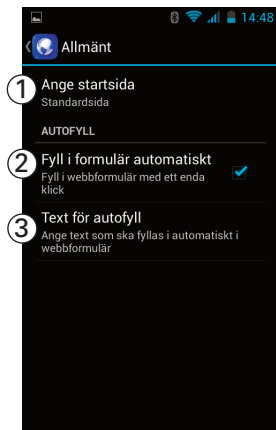 14:48
Allmänt
1 Ange startsida
Standardsida
AUTOFYLL
2 Fyll i formulär automatiskt
Fyll i webbformulär med ett enda
klick
3 Text för autofyll
Ange text som ska fyllas i automatiskt i
webbformulär